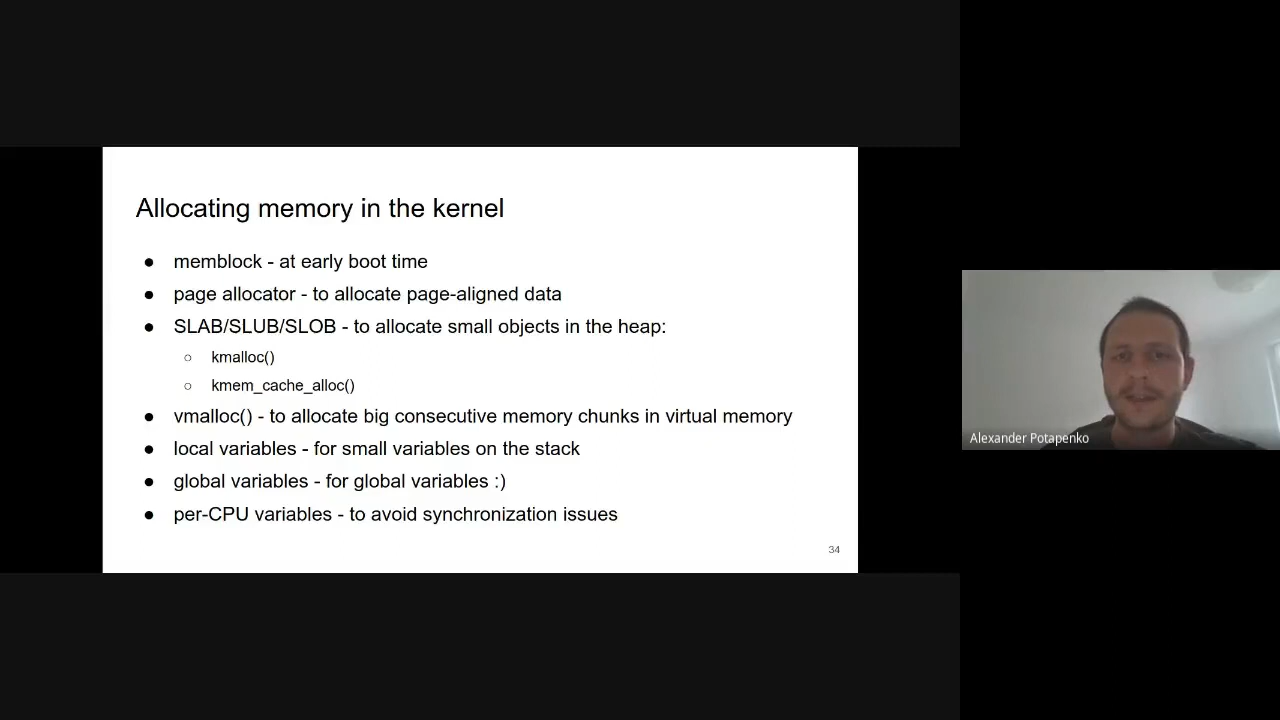 Allocating memory in the kernel
● memblock - at early boot time
● page allocator - to allocate page-aligned data
● SLAB/SLUB/SLOB - to allocate small objects in the heap:
○ kmalloc()
○ kmem_cache_alloc()
● vmalloc() - to allocate big consecutive memory chunks in virtual memory
● local variables - for small variables on the stack
● global variables - for global variables :)
● per-CPU variables - to avoid synchronization issues
34
Alexander Potapenko